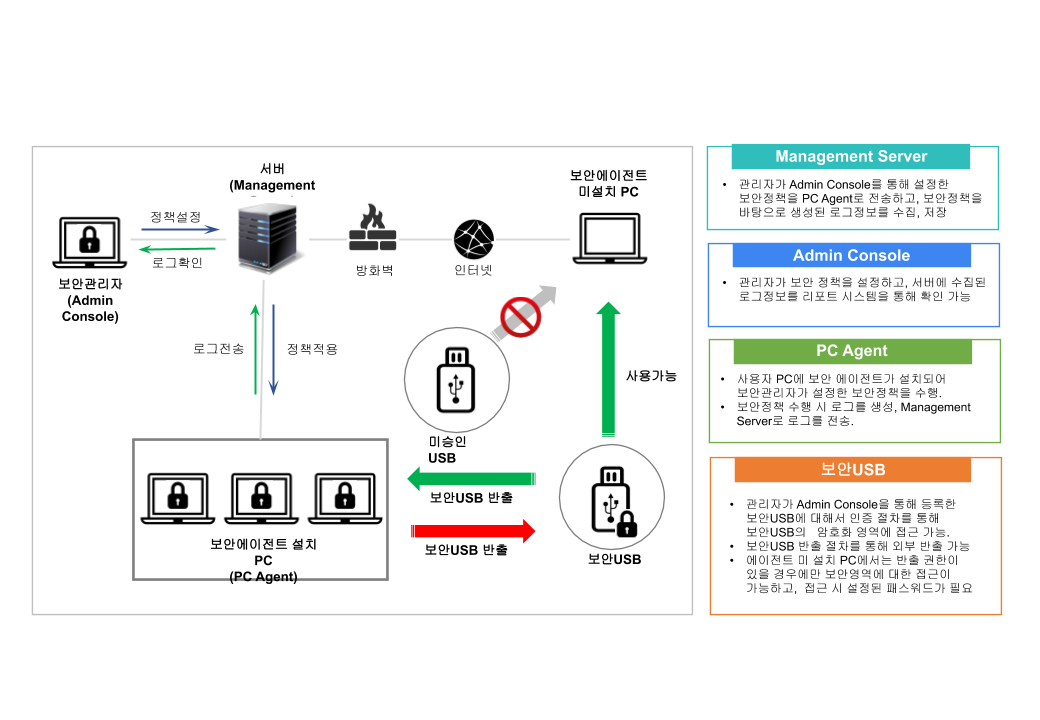 서버
(Management
보안에이전트
미설치 PC
정책설정
로그확인
보안관리자
(Admin
Console)
방화벽
인터넷
로그전송
정책적용
사용가능
미승인
USB
보안USB 반출
보안USB 반출
보안USB
보안에이전트 설치
PC
(PC Agent)
Management Server
• 관리자가 Admin Console를 통해 설정한
보안정책을 PC Agent로 전송하고, 보안정책을
바탕으로 생성된 로그정보를 수집, 저장
Admin Console
• 관리자가 보안 정책을 설정하고, 서버에 수집된
로그정보를 리포트 시스템을 통해 확인 가능
PC Agent
• 사용자 PC에 보안 에이전트가 설치되어
보안관리자가 설정한 보안정책을 수행.
• 보안정책 수행 시 로그를 생성, Management
Server로 로그를 전송.
보안USB
• 관리자가 Admin Console을 통해 등록한
보안USB에 대해서 인증 절차를 통해
보안USB의 암호화 영역에 접근 가능.
• 보안USB 반출 절차를 통해 외부 반출 가능
• 에이전트 미 설치 PC에서는 반출 권한이
있을 경우에만 보안영역에 대한 접근이
가능하고, 접근 시 설정된 패스워드가 필요